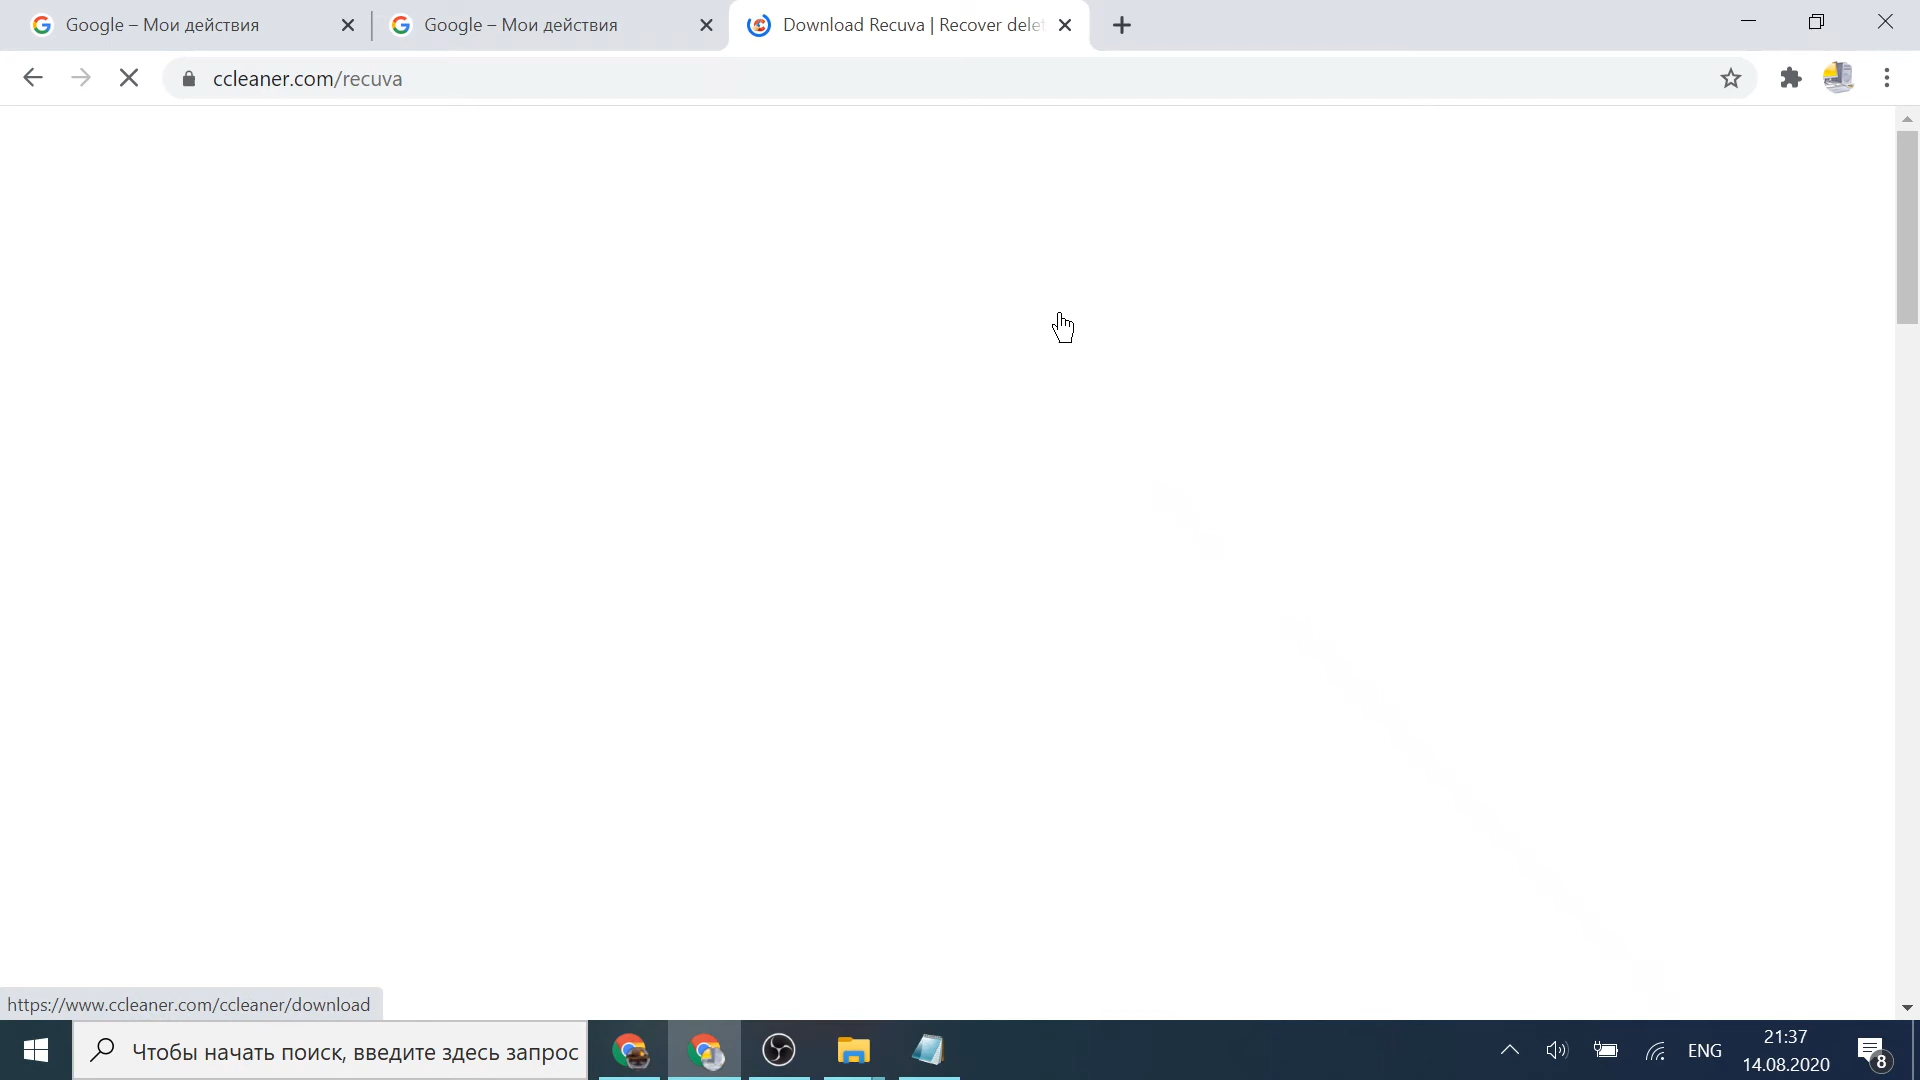 Google – Мои действия
Google – Мои действия
Download Recuva | Recover dele
ccleaner.com/recuva
https://www.ccleaner.com/ccleaner/download
Чтобы начать поиск, введите здесь запрос
ENG
21:37
14.08.2020
8